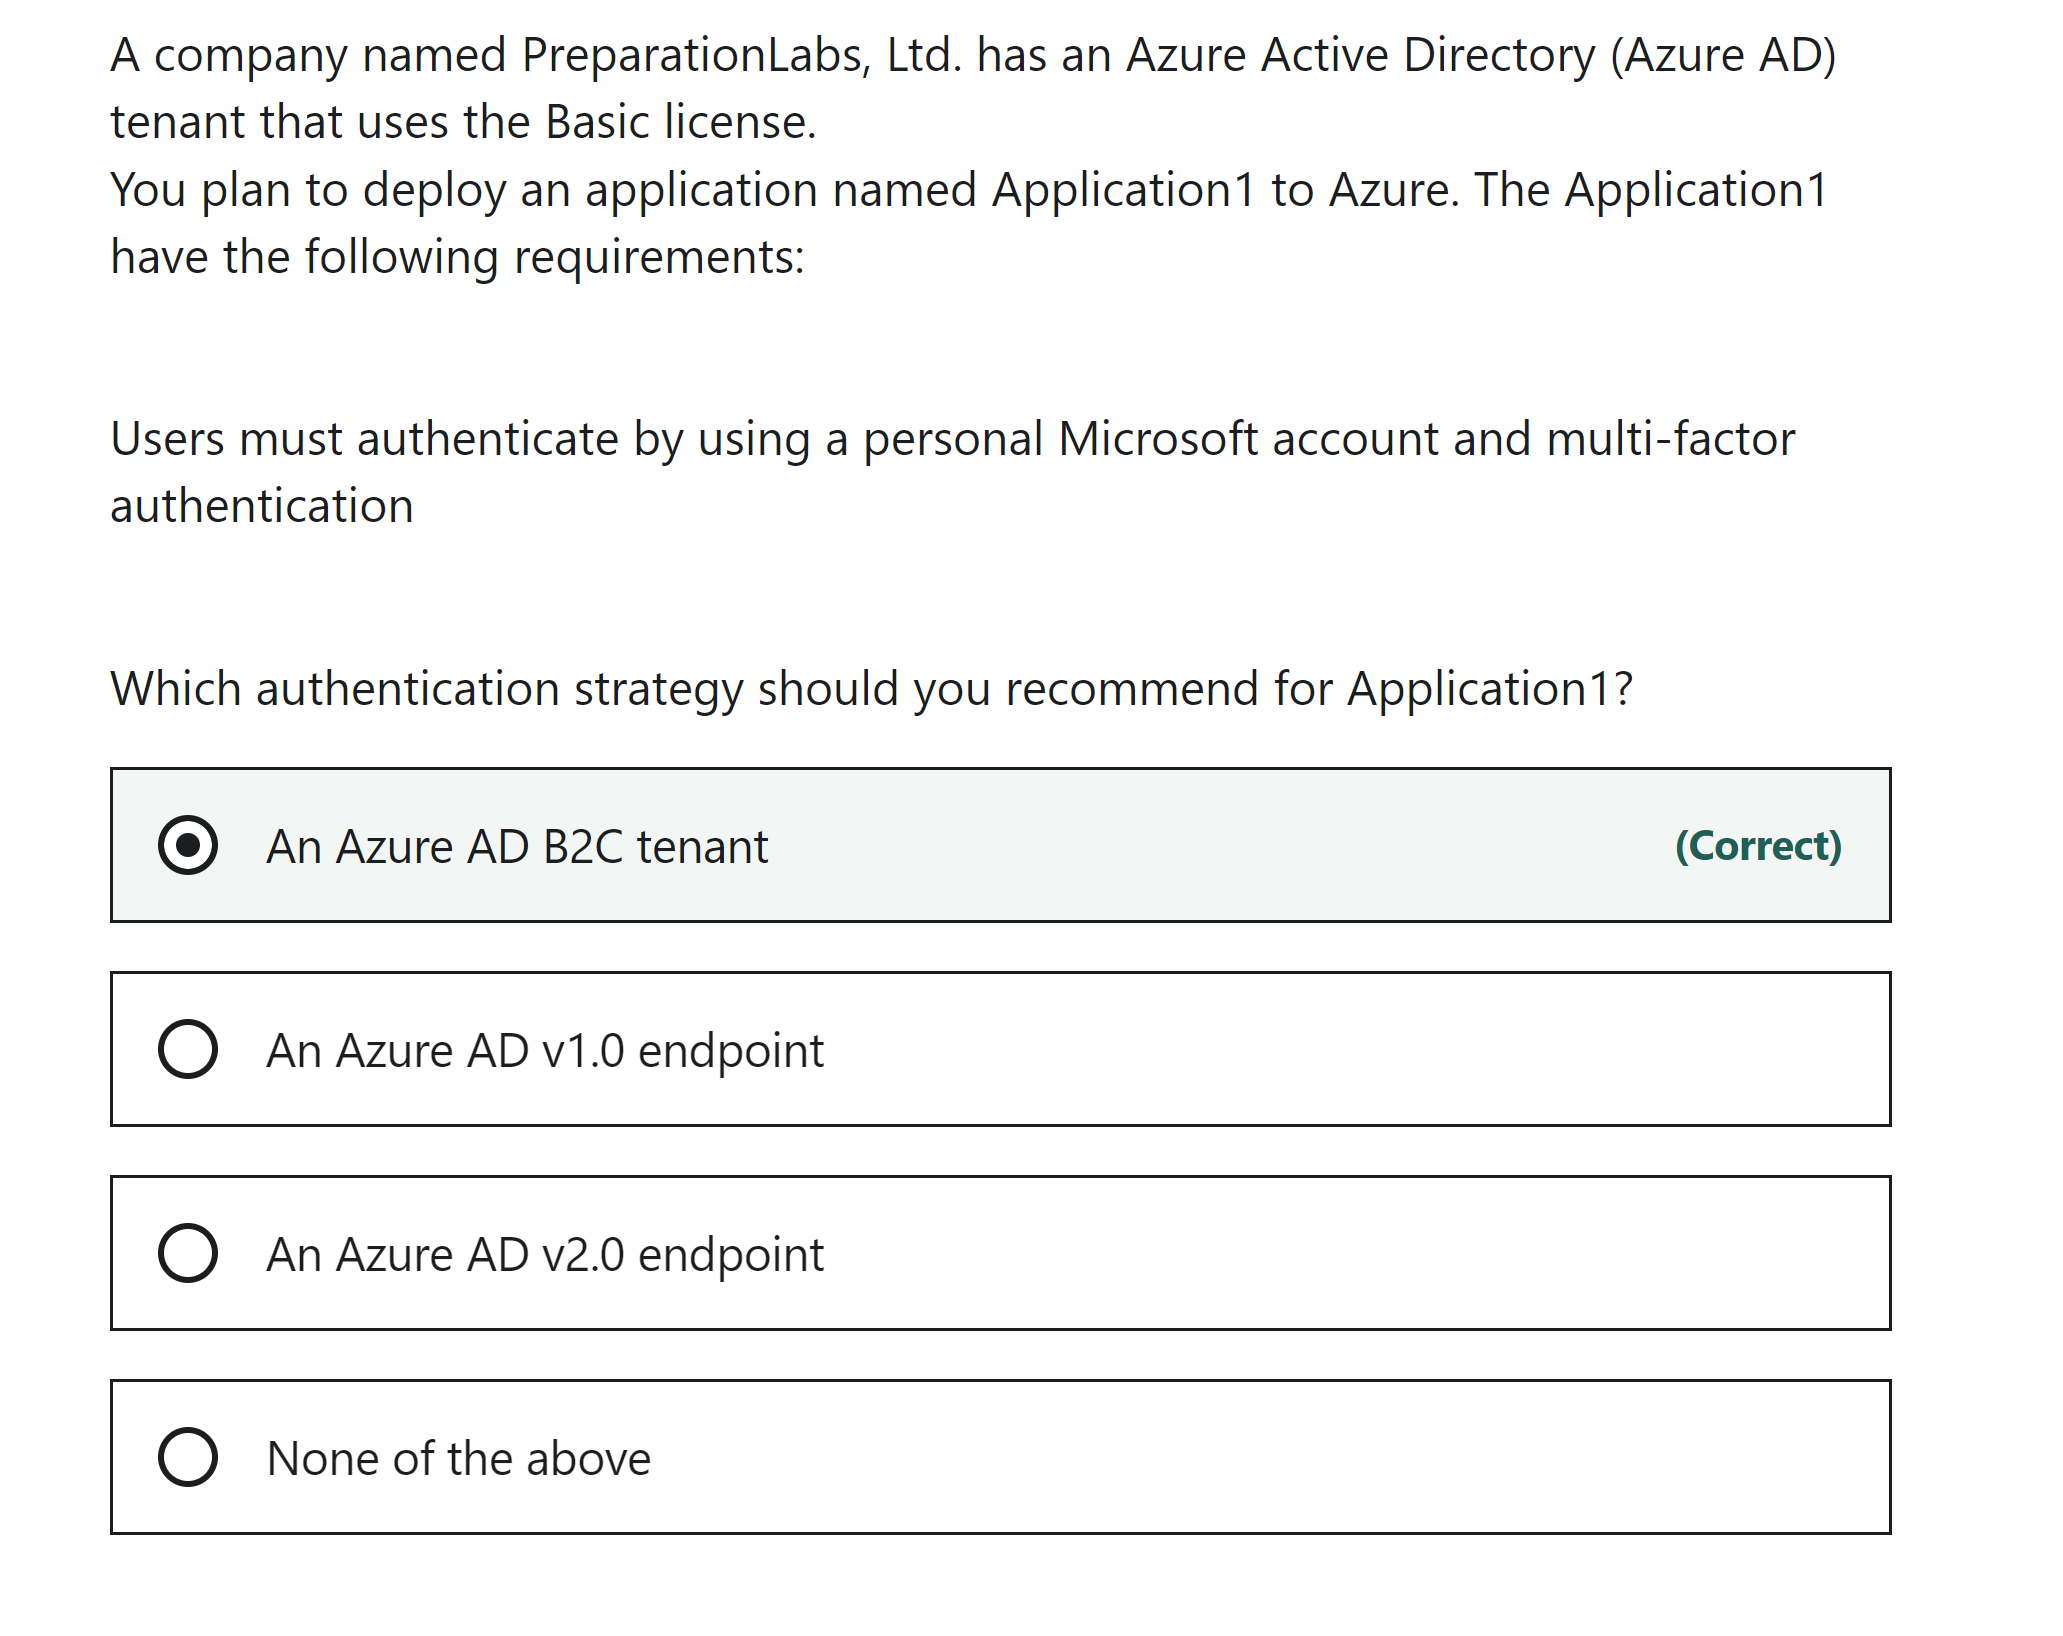 A company named PreparationLabs, Ltd. has an Azure Active Directory (Azure AD)
tenant that uses the Basic license.
You plan to deploy an application named Application1 to Azure. The Application1
have the following requirements:
Users must authenticate by using a personal Microsoft account and multi-factor
authentication
Which authentication strategy should you recommend for Application1?
An Azure AD B2C tenant (Correct)
An Azure AD v1.0 endpoint
An Azure AD v2.0 endpoint
None of the above